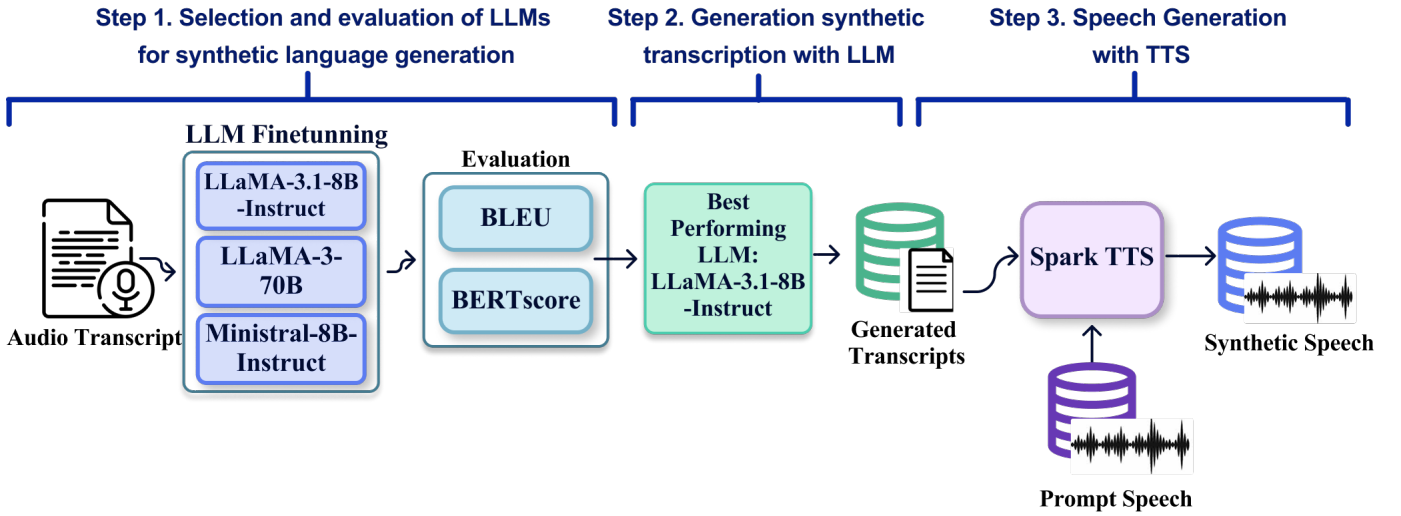 Step 1. Selection and evaluation of LLMs
for synthetic language generation
Step 2. Generation synthetic
transcription with LLM
Step 3. Speech Generation
with TTS
Audio Transcript
LLM Finetunning
LLaMA-3.1-8B
-Instruct
LLaMA-3-
70B
Ministral-8B-
Instruct
Evaluation
BLEU
BERTscore
Best
Performing
LLM:
LLaMA-3.1-8B
-Instruct
Generated
Transcripts
Spark TTS
Prompt Speech
Synthetic Speech